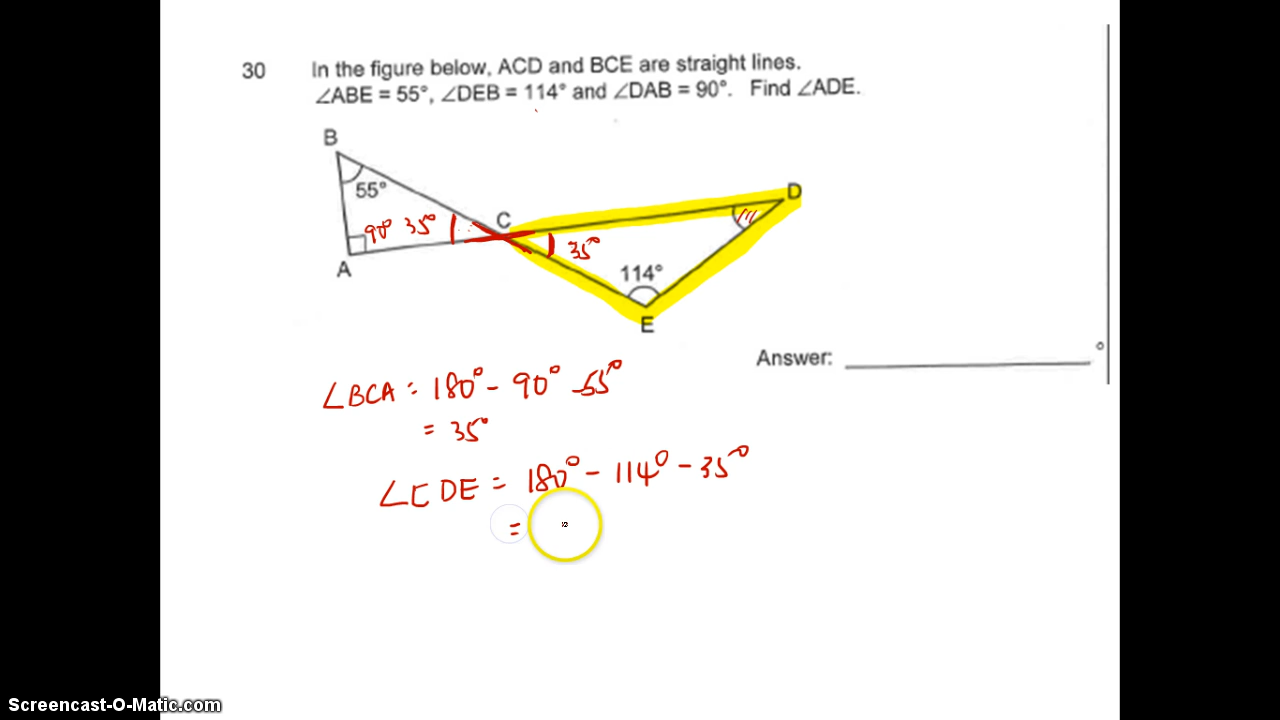 30 In the figure below, ACD and BCE are straight lines.
∠ABE = 55°, ∠DEB = 114° and ∠DAB = 90°. Find ∠ADE.
B
55°
90° 35°
A
C
35°
D
114°
E
Answer: ____________ °
∠BCA = 180° - 90° - 55°
= 35°
∠CDE = 180° - 114° - 35°
=
Screencast-O-Matic.com